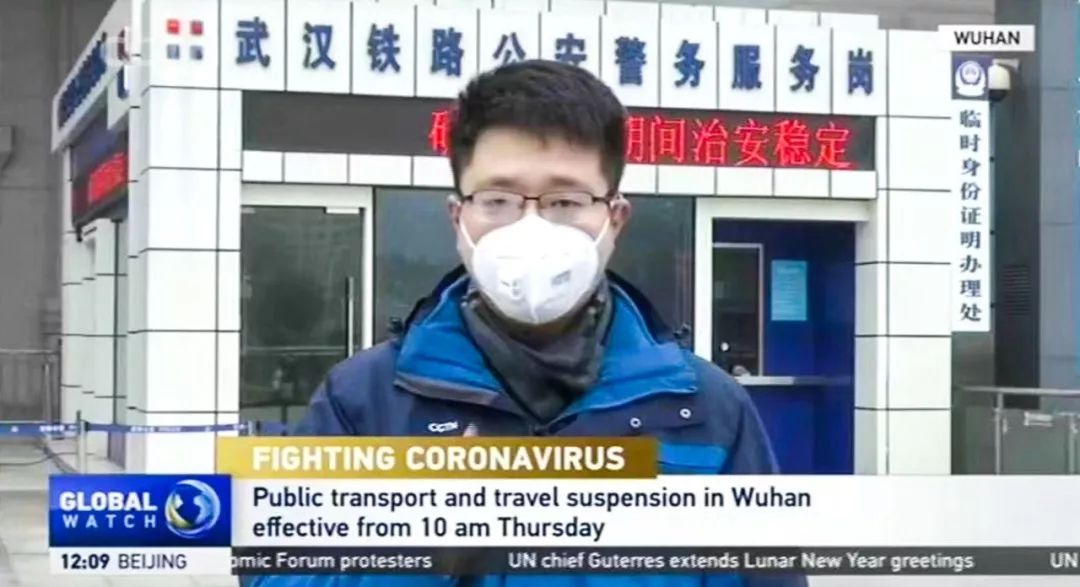 武汉铁路公安警务服务岗
WUHAN
期间治安稳定
临时身份证明办理处
CCTV
FIGHTING CORONAVIRUS
GLOBAL WATCH
Public transport and travel suspension in Wuhan
effective from 10 am Thursday
12:09 BEIJING
omic Forum protesters
UN chief Guterres extends Lunar New Year greetings
UN